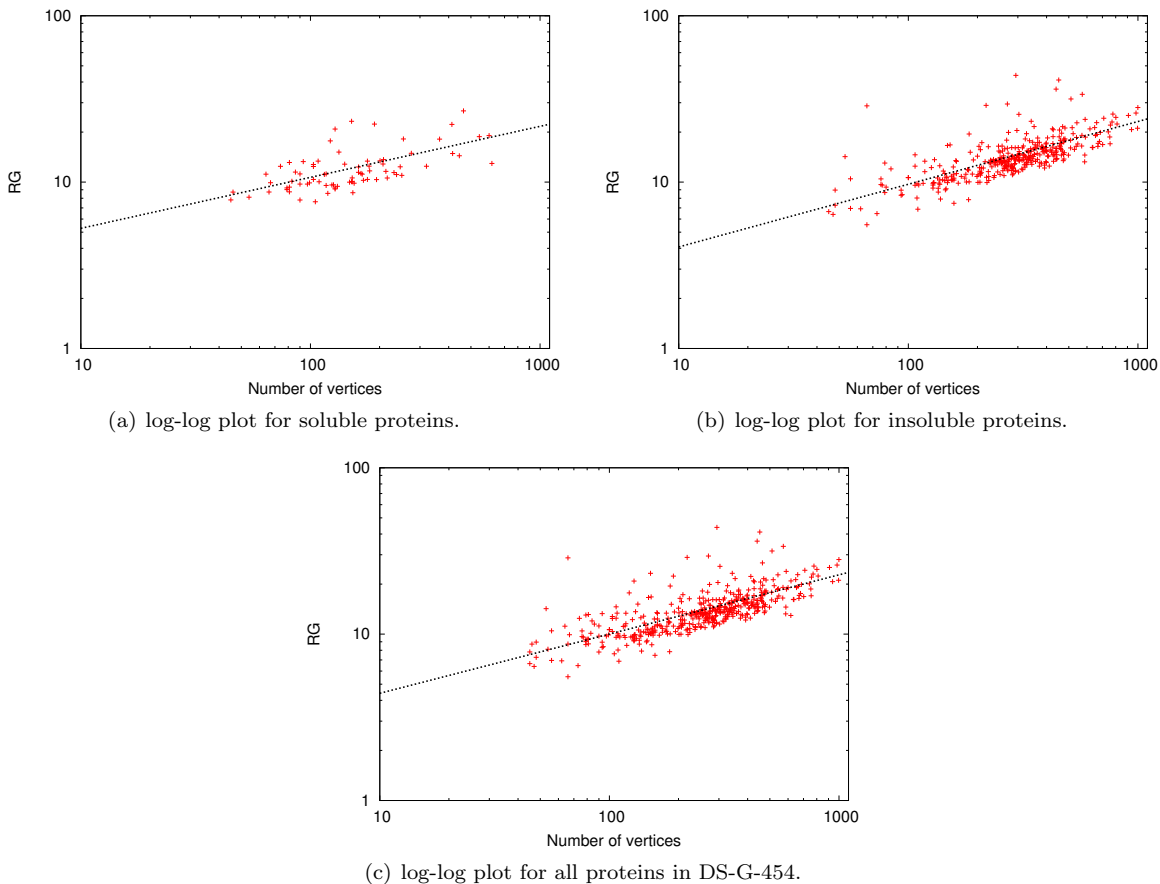 100
10
1
RG
10
100
1000
Number of vertices
(a) log-log plot for soluble proteins.
100
10
1
RG
10
100
1000
Number of vertices
(b) log-log plot for insoluble proteins.
100
10
1
RG
10
100
1000
Number of vertices
(c) log-log plot for all proteins in DS-G-454.